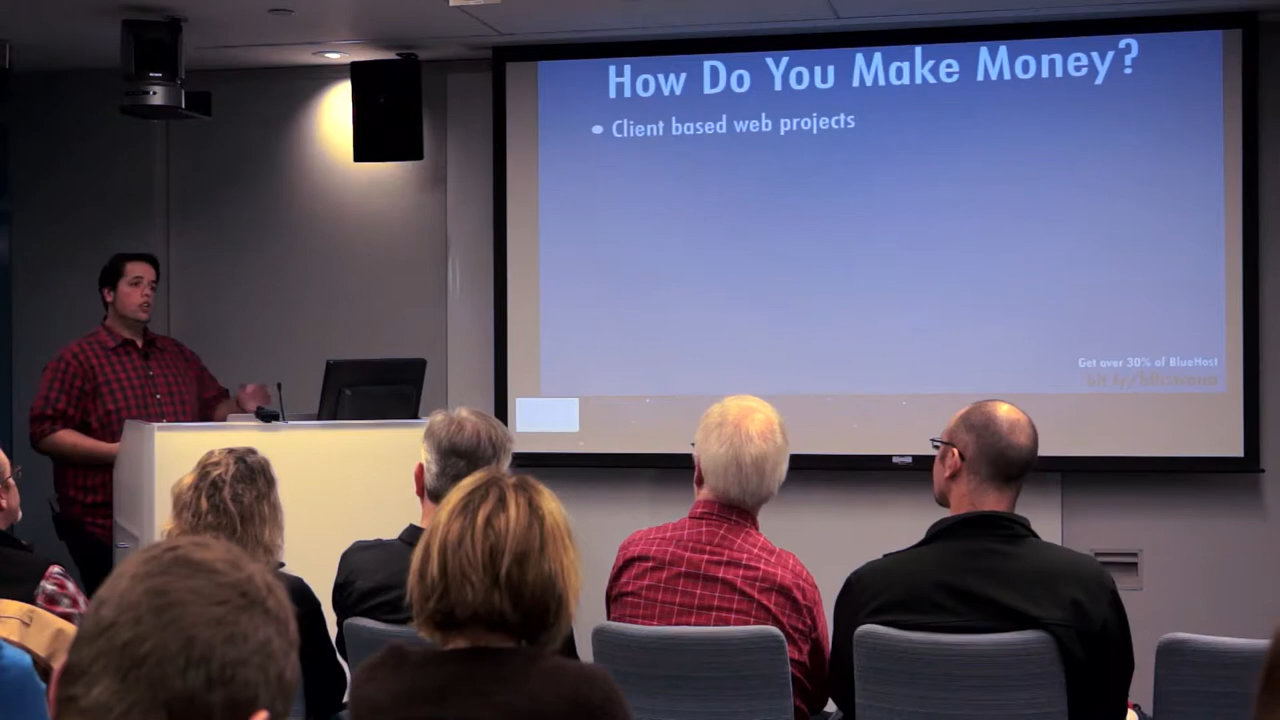 How Do You Make Money?
• Client based web projects
Get over 30% of BlueHost